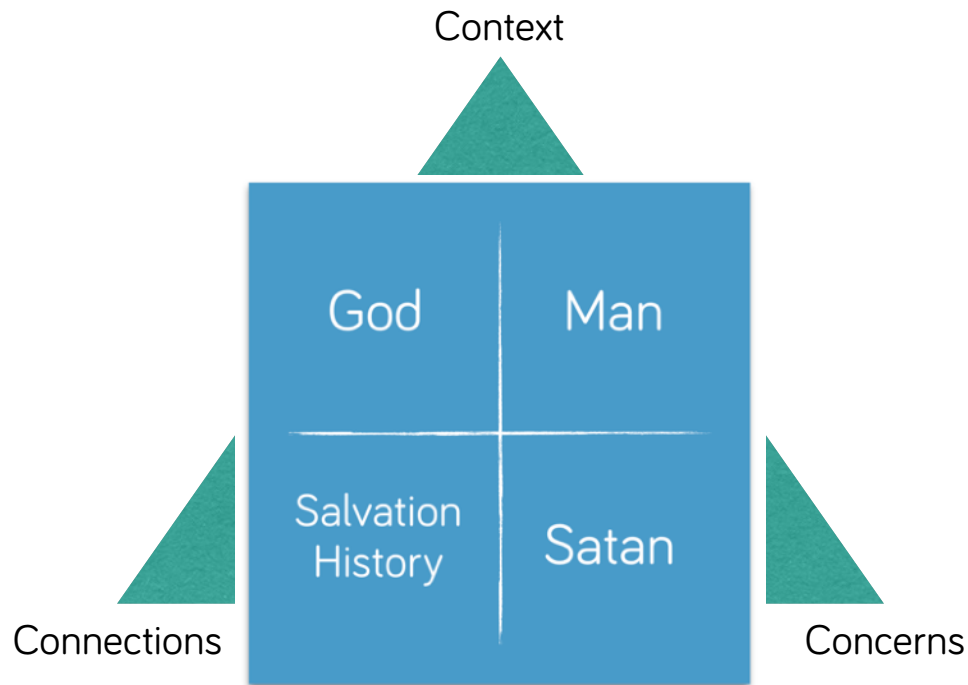 Context
God
Man
Salvation
History
Satan
Connections
Concerns